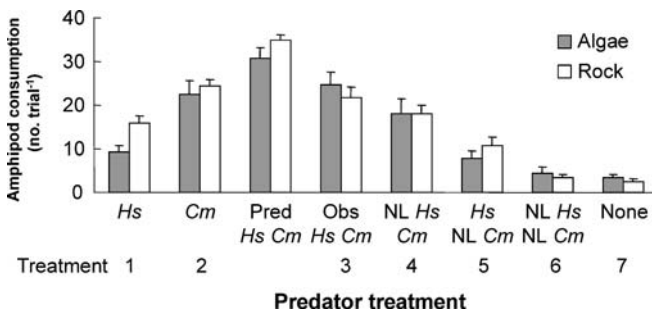 40
30
20
10
0
Amphipod consumption
(no. trial⁻¹)
Algae
Rock
Hs Cm Pred Obs NL Hs Hs NL Hs None
Hs Cm Hs Cm Cm NL Cm NL Cm
Treatment 1 2 3 4 5 6 7
Predator treatment